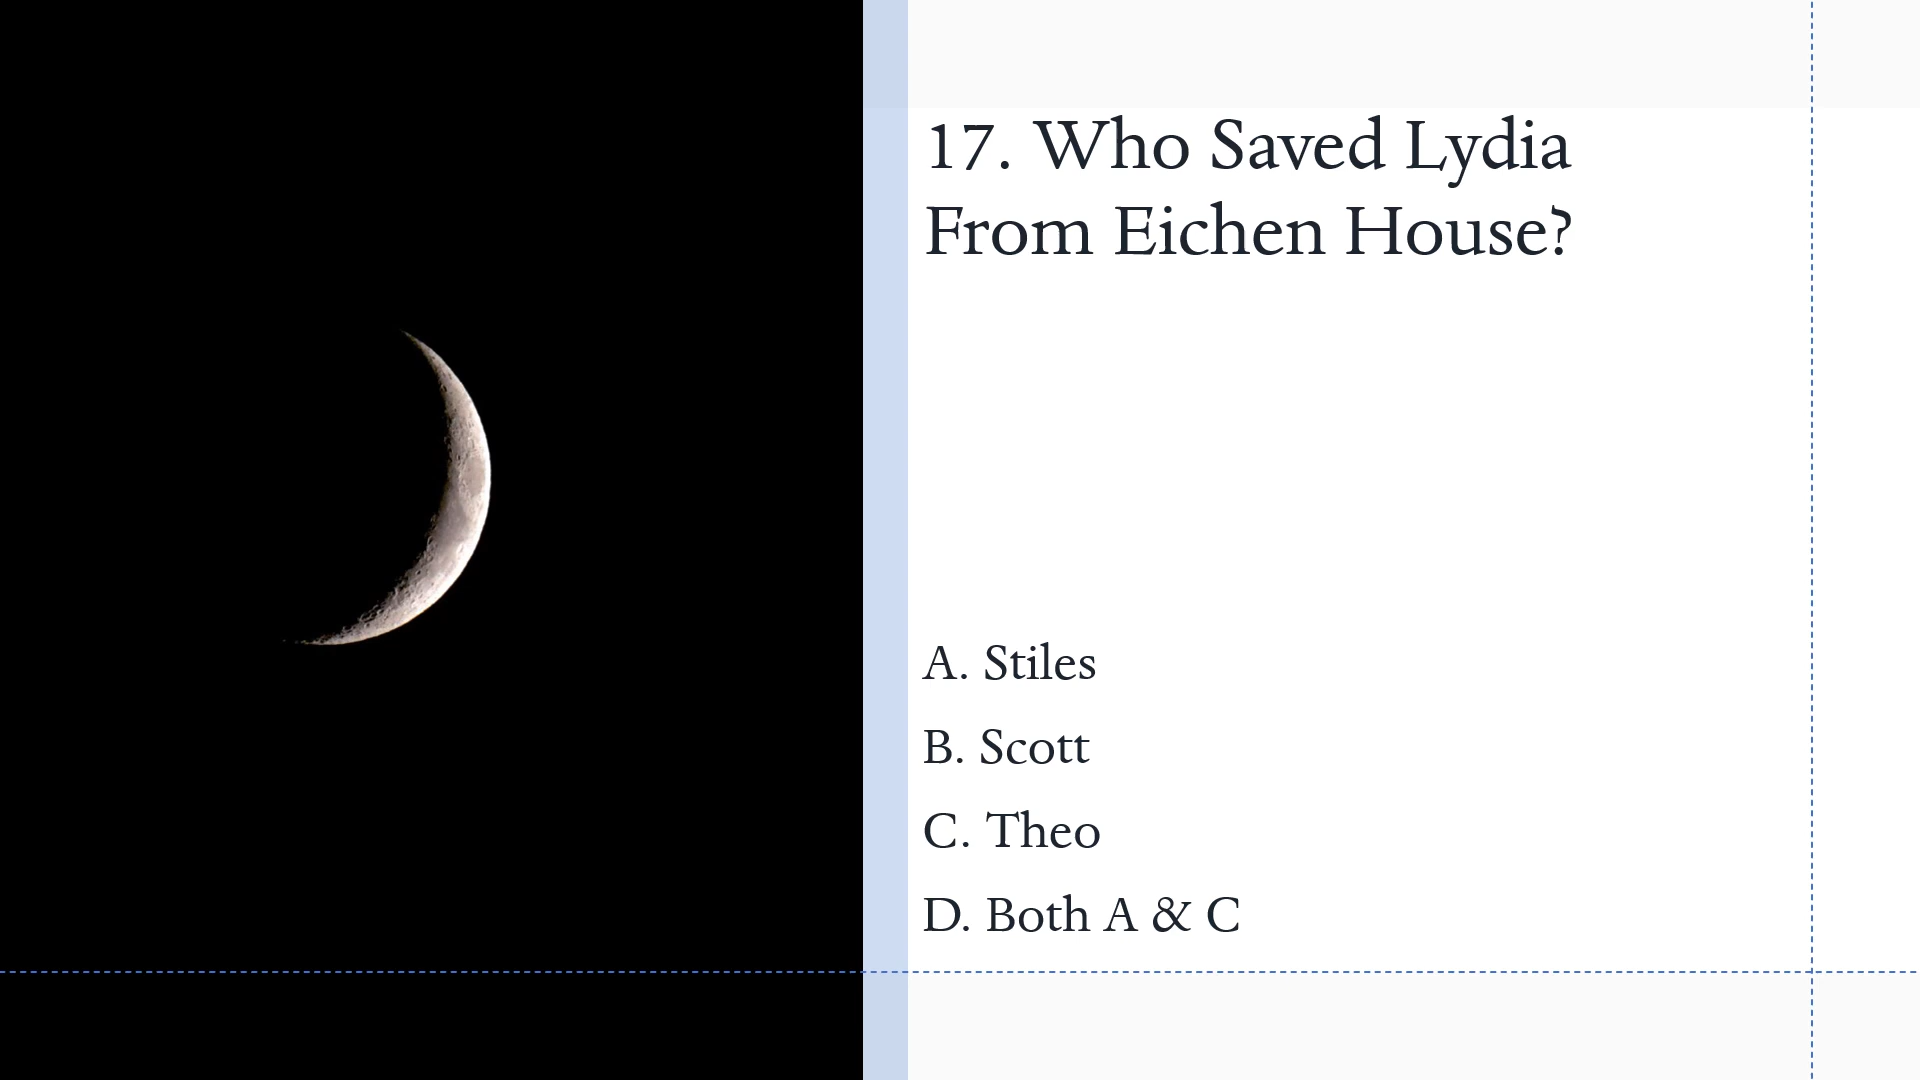 17. Who Saved Lydia
From Eichen House?
A. Stiles
B. Scott
C. Theo
D. Both A & C